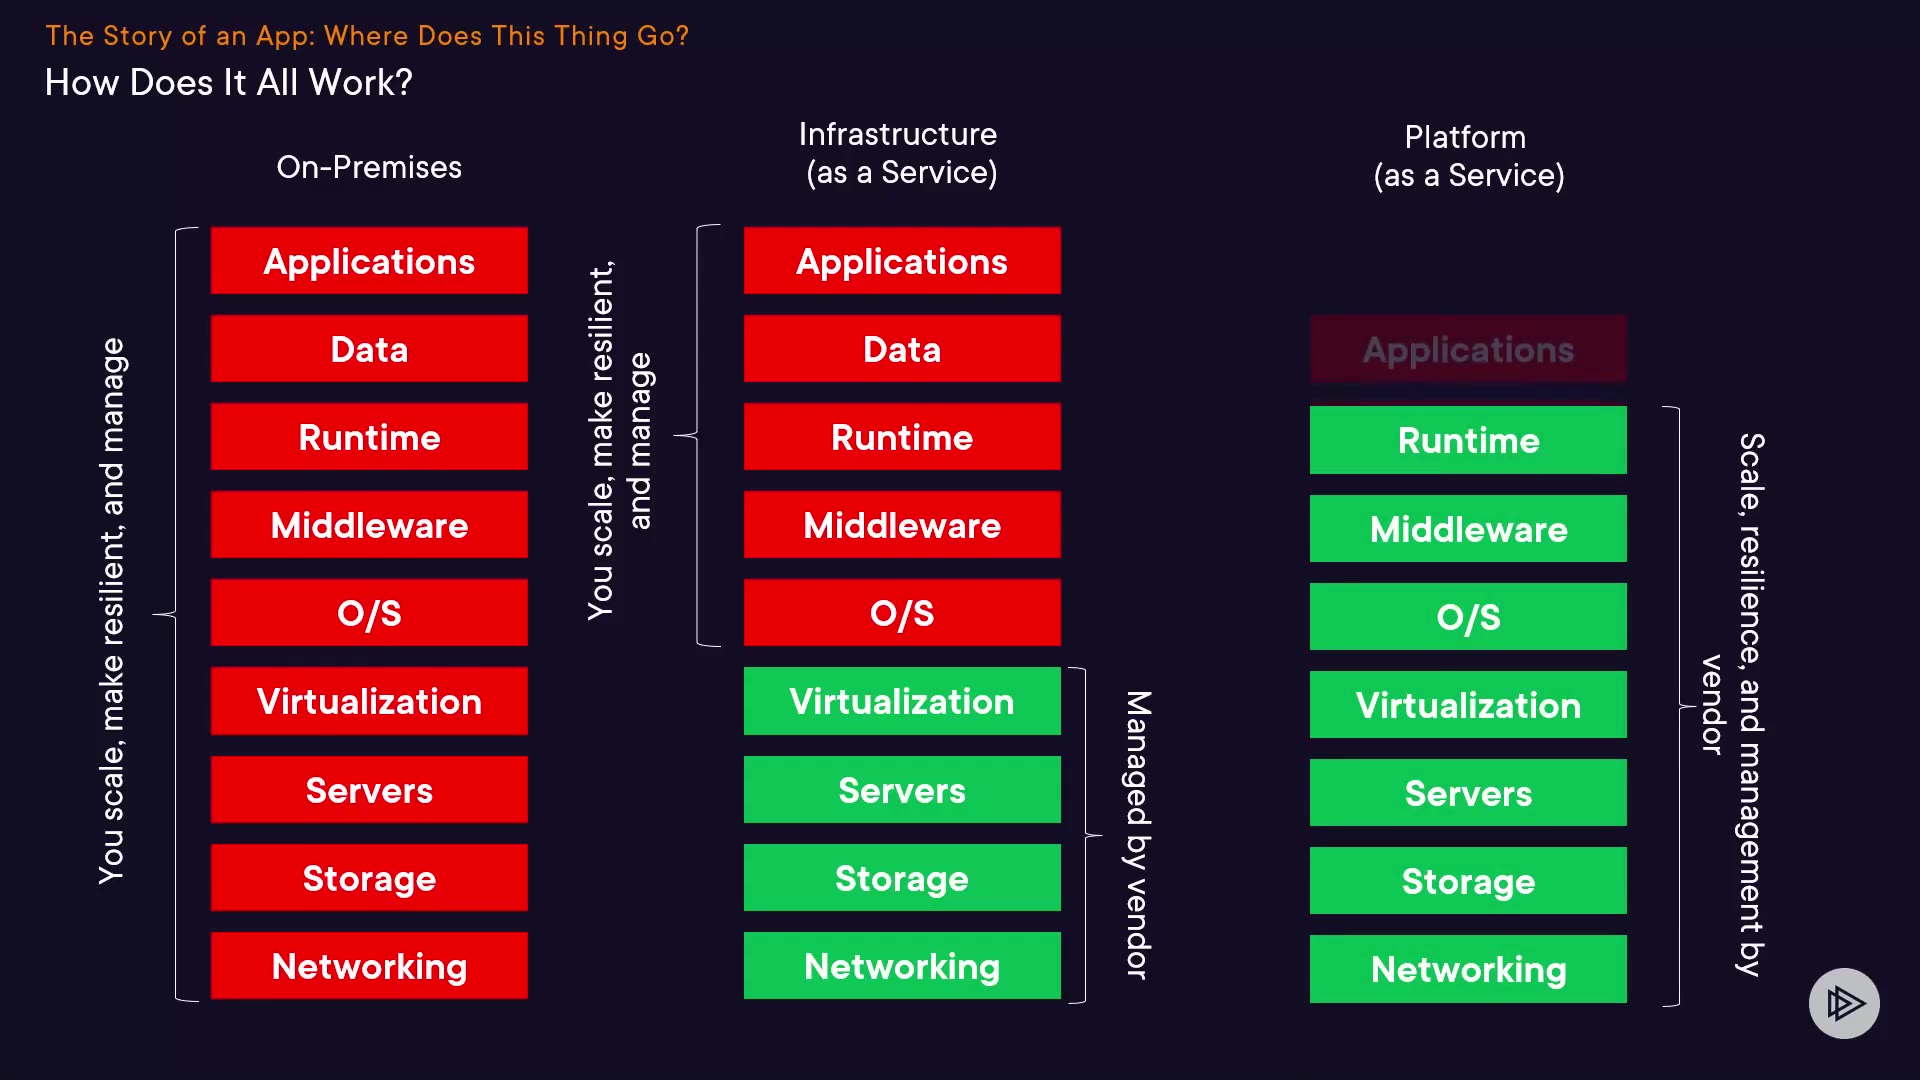 The Story of an App: Where Does This Thing Go?
How Does It All Work?
On-Premises
You scale, make resilient, and manage
Applications
Data
Runtime
Middleware
O/S
Virtualization
Servers
Storage
Networking
Infrastructure
(as a Service)
You scale, make resilient,
and manage
Applications
Data
Runtime
Middleware
O/S
Virtualization
Servers
Storage
Networking
Managed by vendor
Platform
(as a Service)
Applications
Runtime
Middleware
O/S
Virtualization
Servers
Storage
Networking
Scale, resilience, and management by
vendor